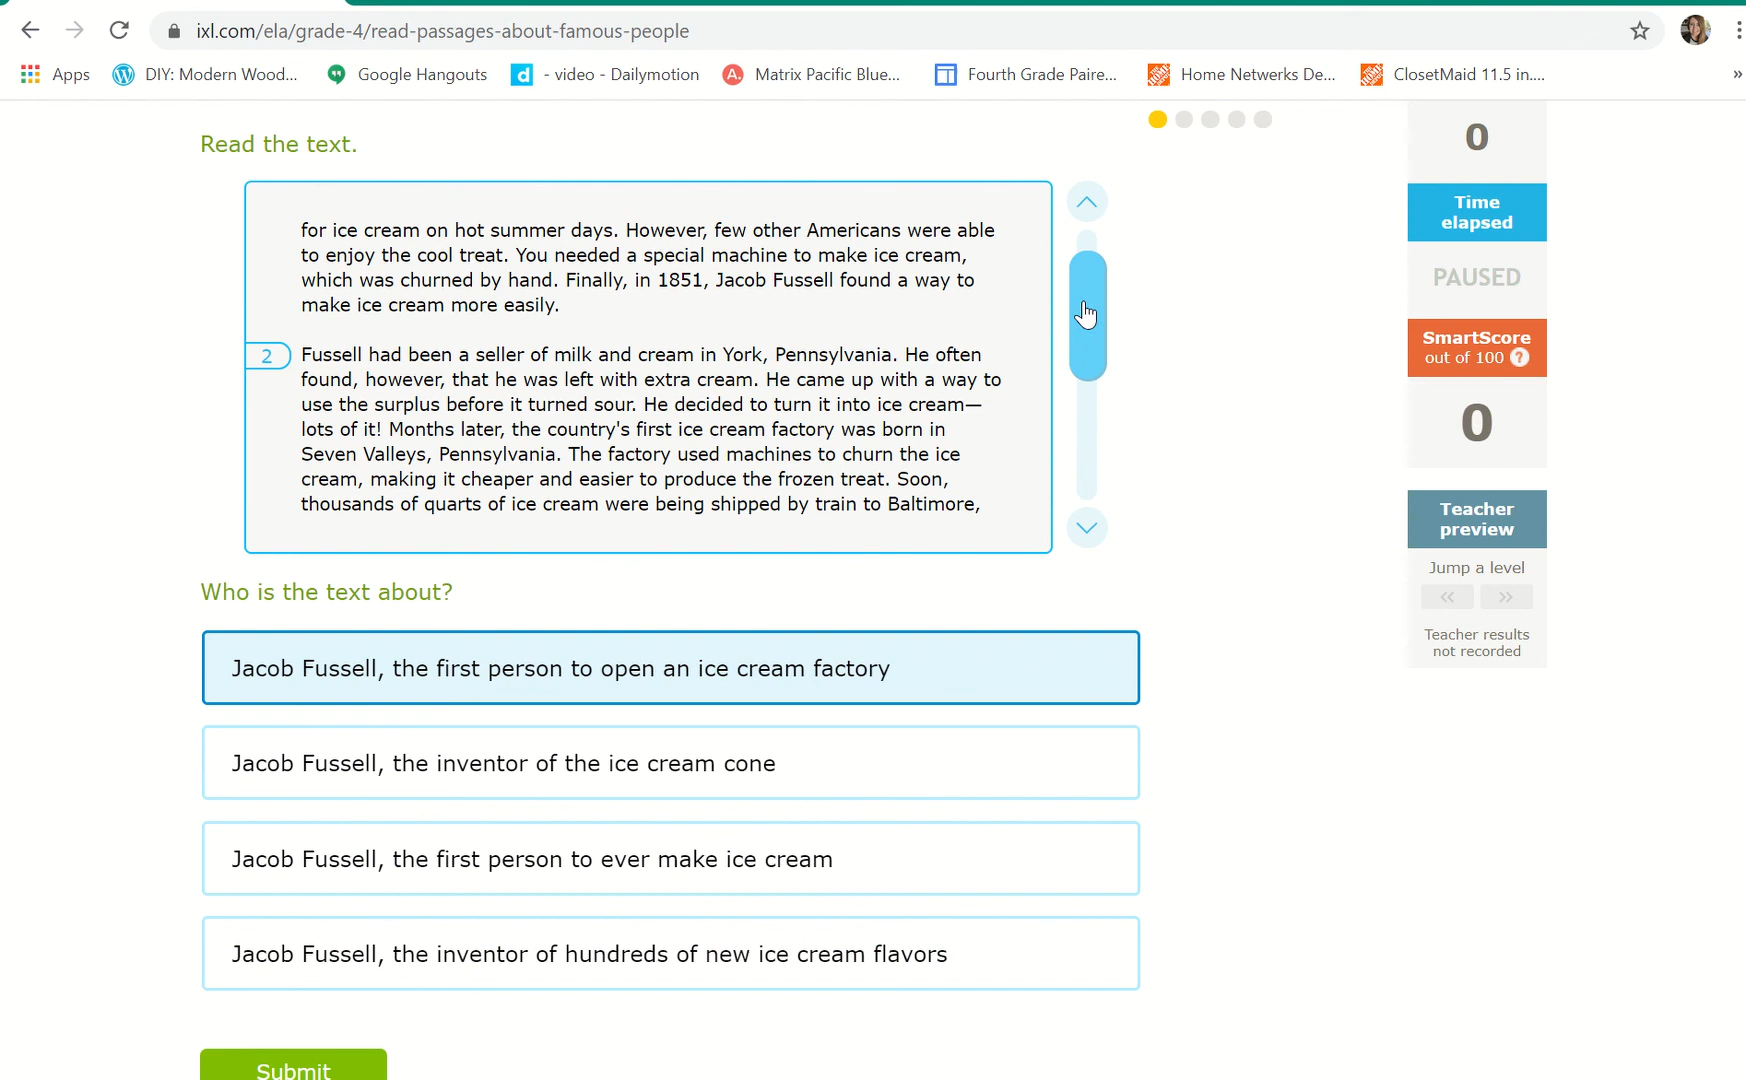 ixl.com/ela/grade-4/read-passages-about-famous-people
Apps
DIY: Modern Wood...
Google Hangouts
d
- video - Dailymotion
A.
Matrix Pacific Blue...
Fourth Grade Paire...
Home Netwerks De...
ClosetMaid 11.5 in....
»
Read the text.
for ice cream on hot summer days. However, few other Americans were able
to enjoy the cool treat. You needed a special machine to make ice cream,
which was churned by hand. Finally, in 1851, Jacob Fussell found a way to
make ice cream more easily.
2
Fussell had been a seller of milk and cream in York, Pennsylvania. He often
found, however, that he was left with extra cream. He came up with a way to
use the surplus before it turned sour. He decided to turn it into ice cream—
lots of it! Months later, the country's first ice cream factory was born in
Seven Valleys, Pennsylvania. The factory used machines to churn the ice
cream, making it cheaper and easier to produce the frozen treat. Soon,
thousands of quarts of ice cream were being shipped by train to Baltimore,
Who is the text about?
Jacob Fussell, the first person to open an ice cream factory
Jacob Fussell, the inventor of the ice cream cone
Jacob Fussell, the first person to ever make ice cream
Jacob Fussell, the inventor of hundreds of new ice cream flavors
Submit
0
Time
elapsed
PAUSED
SmartScore
out of 100 ?
0
Teacher
preview
Jump a level
« »
Teacher results
not recorded